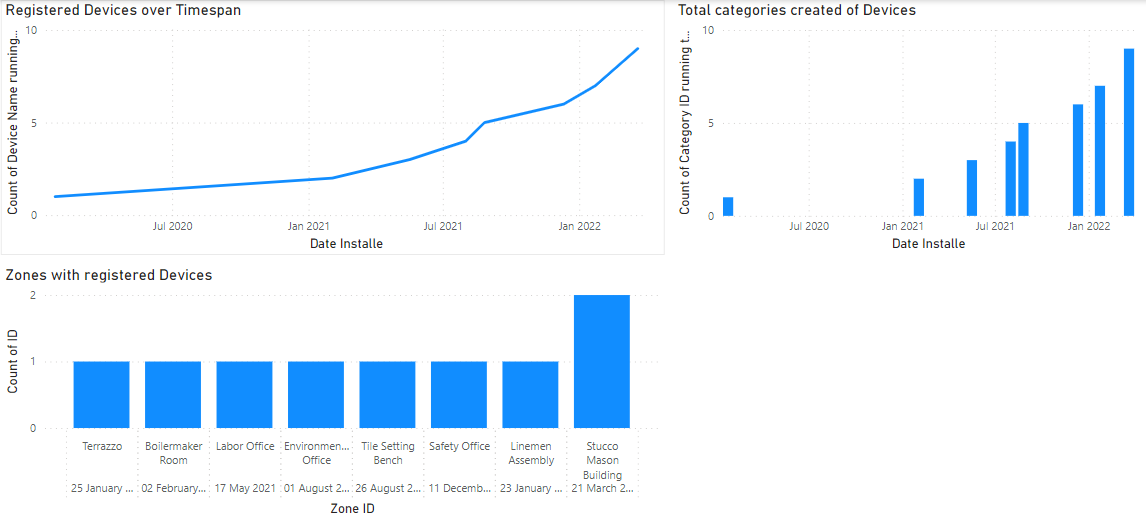 Registered Devices over Timespan
Count of Device Name running...
10
5
0
Jul 2020
Jan 2021
Jul 2021
Jan 2022
Date Installe
Total categories created of Devices
Count of Category ID running t...
10
5
0
Jul 2020
Jan 2021
Jul 2021
Jan 2022
Date Installe
Zones with registered Devices
Count of ID
2
1
0
Terrazzo
Boilermaker
Room
Labor Office
Environmen...
Office
Tile Setting
Bench
Safety Office
Linemen
Assembly
Stucco
Mason
Building
25 January ...
02 February...
17 May 2021
01 August 2...
26 August 2...
11 Decemb...
23 January ...
21 March 2...
Zone ID